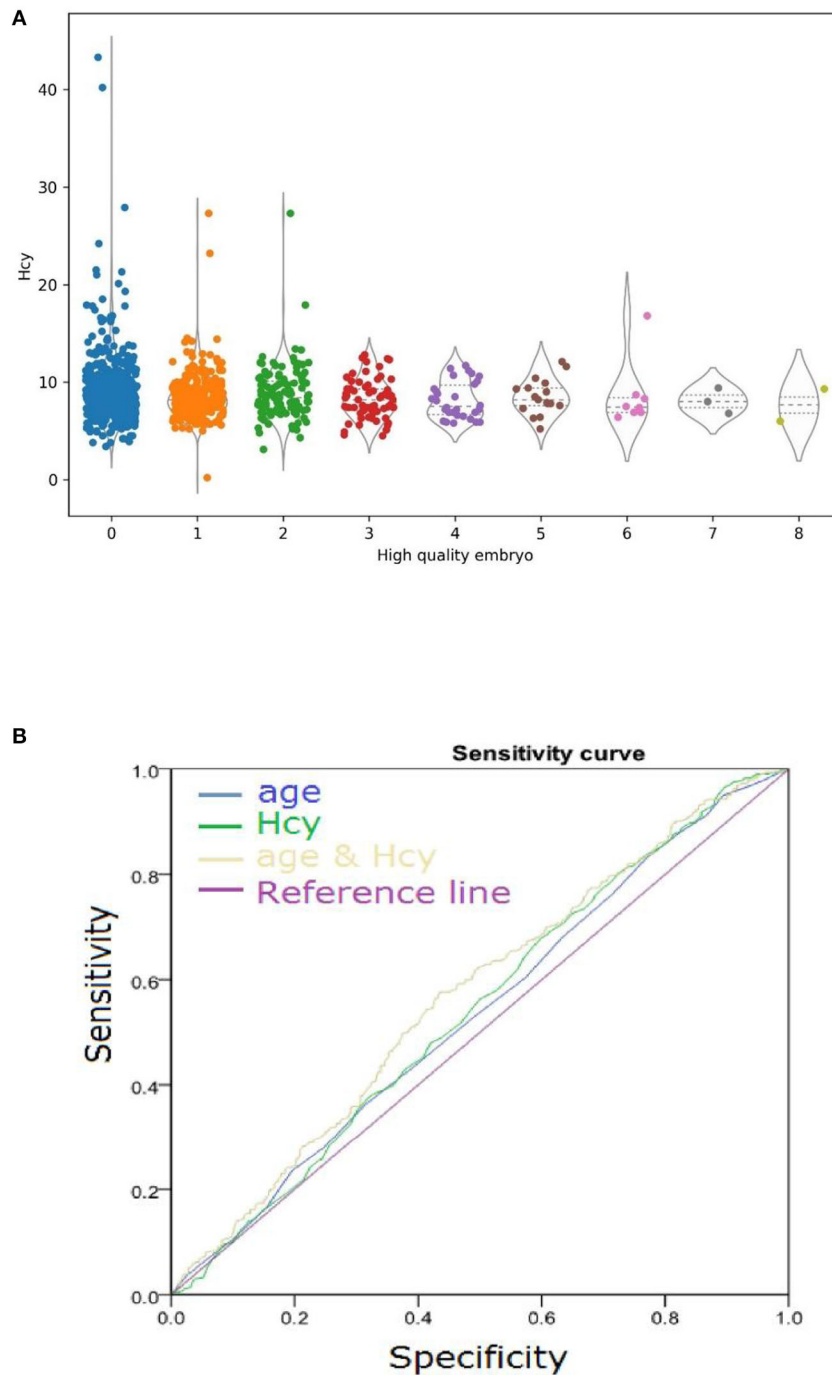 A
40
30
20
10
0
Hcy
0 1 2 3 4 5 6 7 8
High quality embryo
B
Sensitivity curve
1.0
0.8
0.6
0.4
0.2
0.0
Sensitivity
age
Hcy
age & Hcy
Reference line
0.0 0.2 0.4 0.6 0.8 1.0
Specificity